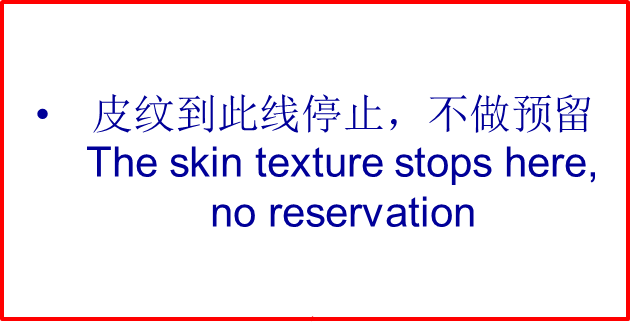 • 皮纹到此线停止，不做预留
The skin texture stops here,
no reservation